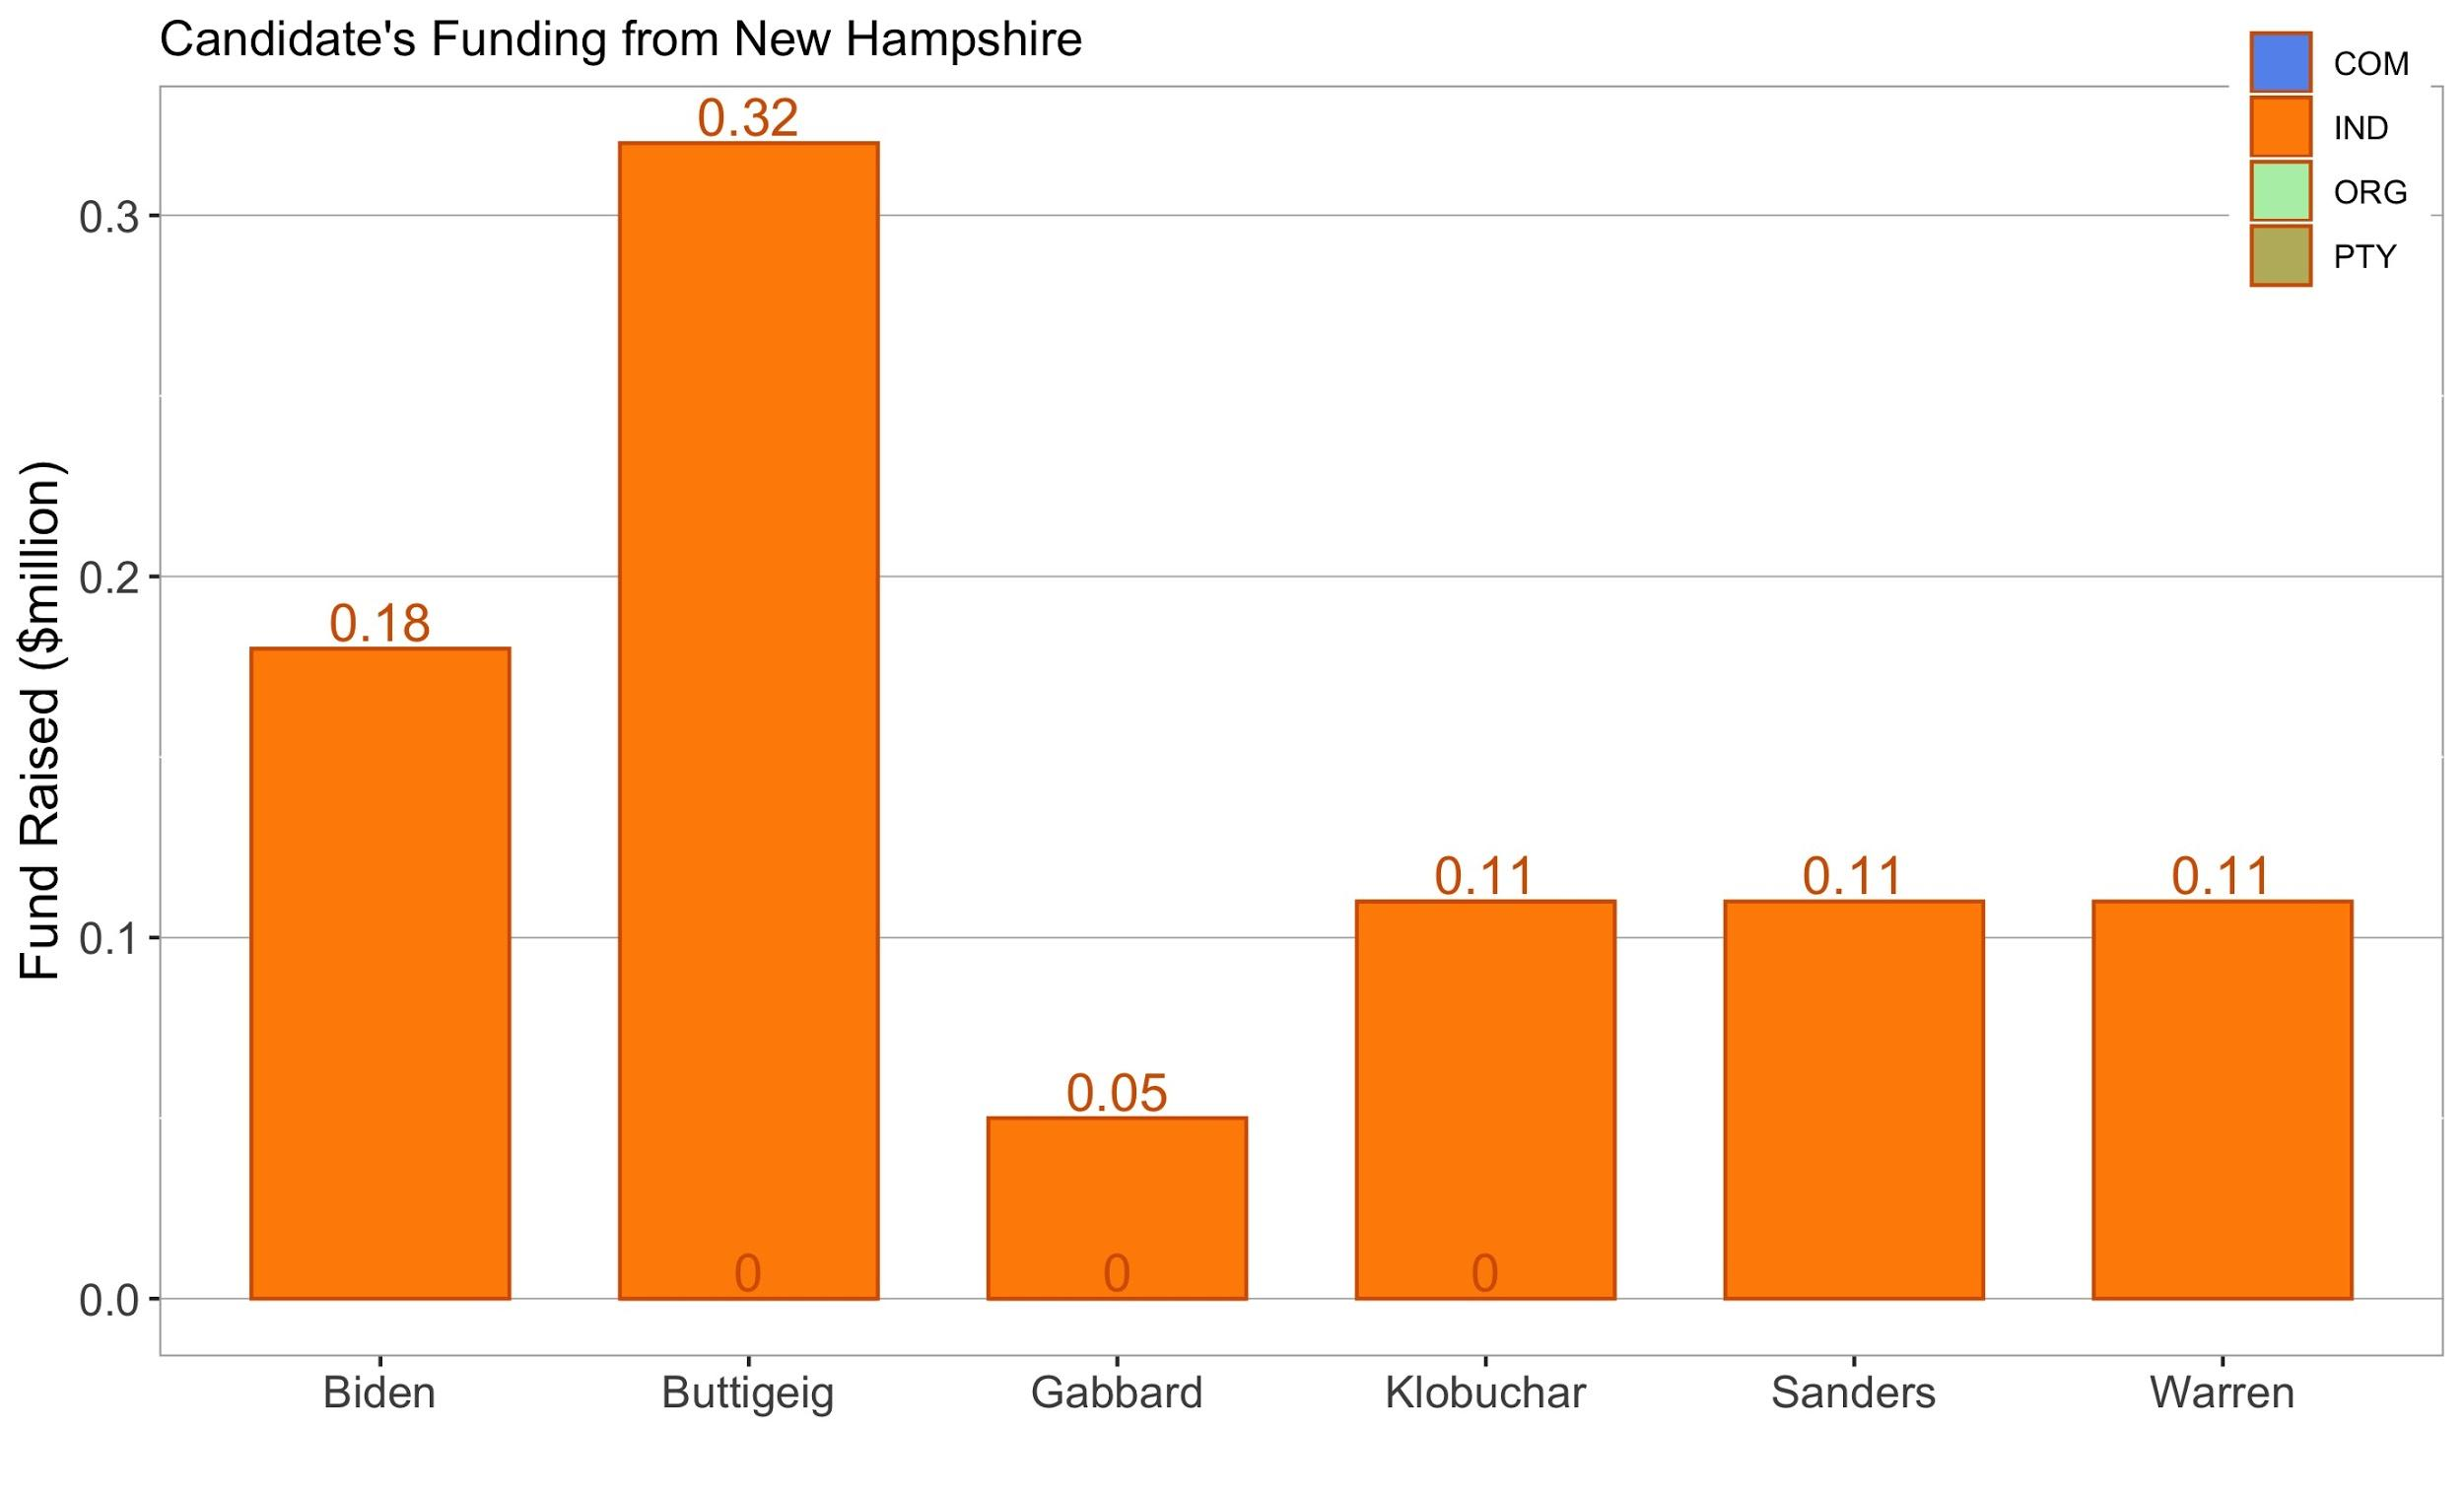 Candidate's Funding from New Hampshire
COM
IND
ORG
PTY
Fund Raised ($million)
0.3
0.2
0.1
0.0
0.18
0.32
0.05
0.11
0.11
0.11
0
0
0
Biden
Buttigeig
Gabbard
Klobuchar
Sanders
Warren